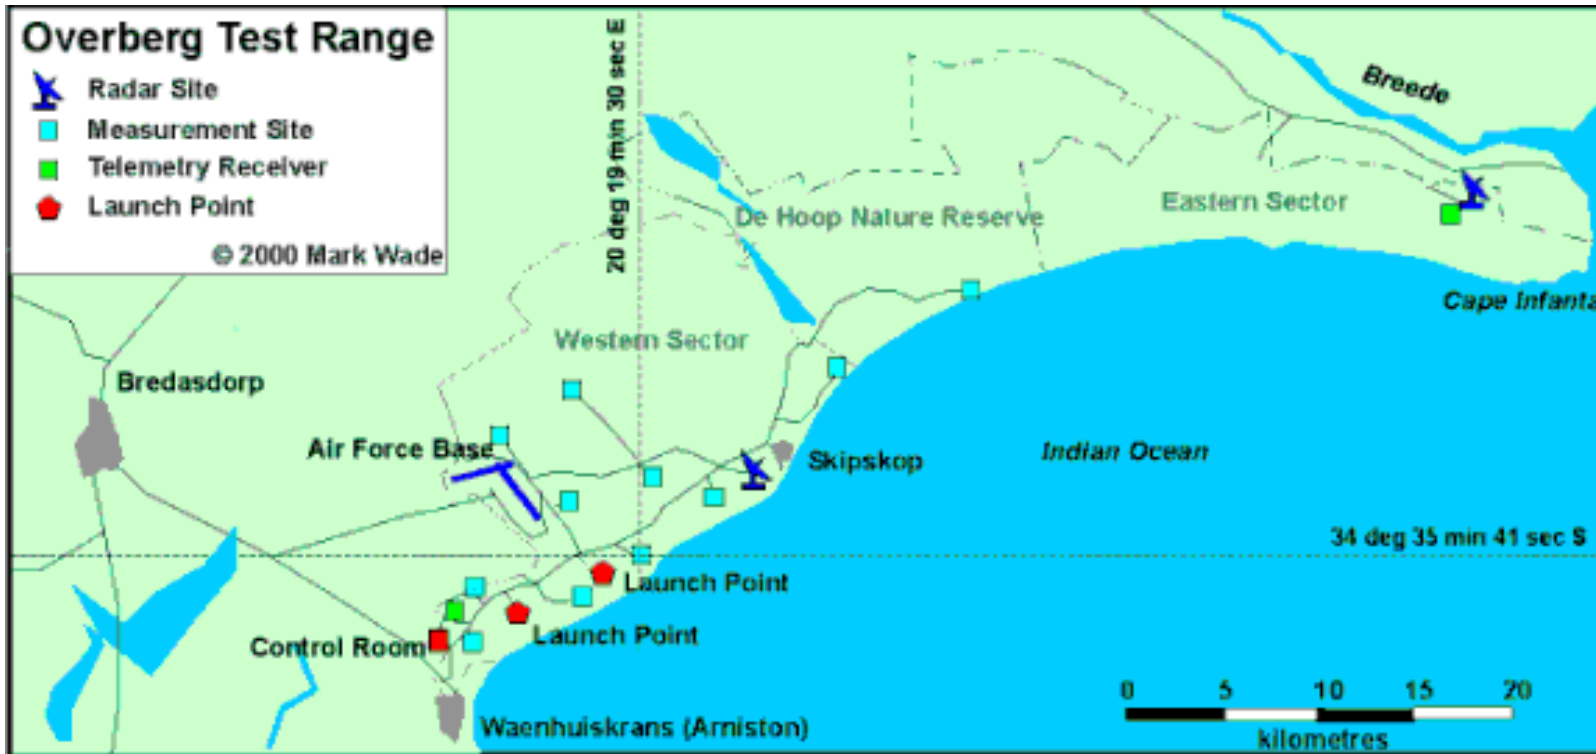 Overberg Test Range
Radar Site
Measurement Site
Telemetry Receiver
Launch Point
© 2000 Mark Wade
20 deg 19 min 30 sec E
Breede
De Hoop Nature Reserve
Eastern Sector
Cape Infanta
Western Sector
Bredasdorp
Air Force Base
Skipskop
Indian Ocean
34 deg 35 min 41 sec S
Launch Point
Launch Point
Control Room
Waenhuiskrans (Arniston)
0 5 10 15 20
kilometres